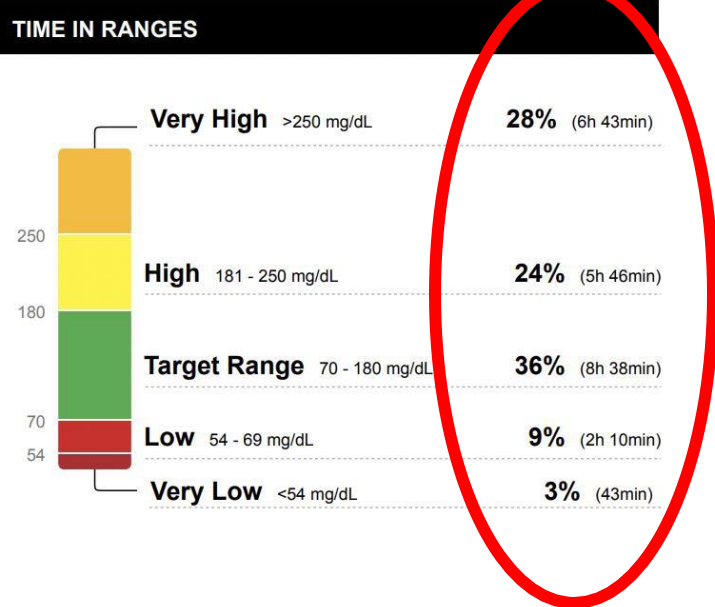 TIME IN RANGES
Very High >250 mg/dL 28% (6h 43min)
250
High 181 - 250 mg/dL 24% (5h 46min)
180
Target Range 70 - 180 mg/dL 36% (8h 38min)
70
Low 54 - 69 mg/dL 9% (2h 10min)
54
Very Low <54 mg/dL 3% (43min)